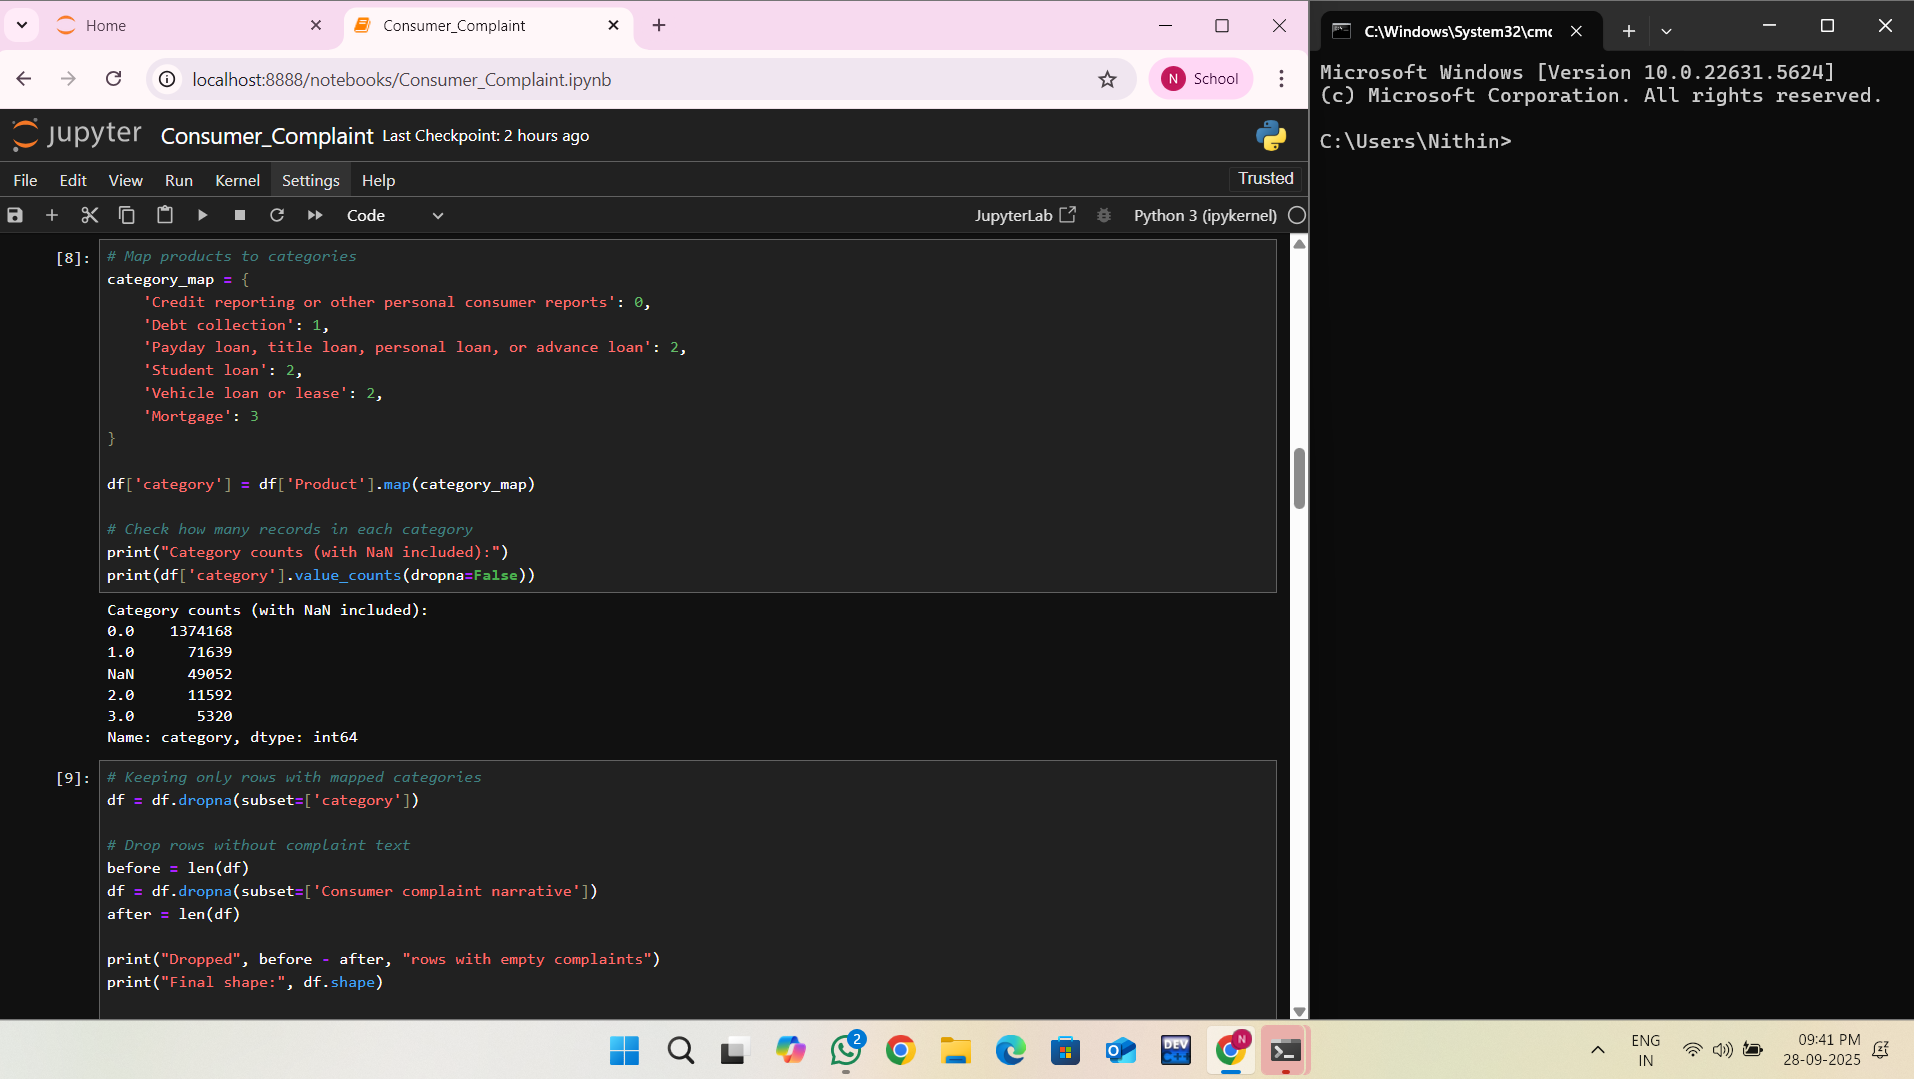 Home
Consumer_Complaint
localhost:8888/notebooks/Consumer_Complaint.ipynb
N School
jupyter Consumer_Complaint Last Checkpoint: 2 hours ago
File Edit View Run Kernel Settings Help
Trusted
Code
JupyterLab
Python 3 (ipykernel)
[8]:
# Map products to categories
category_map = {
    'Credit reporting or other personal consumer reports': 0,
    'Debt collection': 1,
    'Payday loan, title loan, personal loan, or advance loan': 2,
    'Student loan': 2,
    'Vehicle loan or lease': 2,
    'Mortgage': 3
}
df['category'] = df['Product'].map(category_map)
# Check how many records in each category
print("Category counts (with NaN included):")
print(df['category'].value_counts(dropna=False))
Category counts (with NaN included):
0.0    1374168
1.0      71639
NaN      49052
2.0      11592
3.0       5320
Name: category, dtype: int64
[9]:
# Keeping only rows with mapped categories
df = df.dropna(subset=['category'])
# Drop rows without complaint text
before = len(df)
df = df.dropna(subset=['Consumer complaint narrative'])
after = len(df)
print("Dropped", before - after, "rows with empty complaints")
print("Final shape:", df.shape)
C:\Windows\System32\cmd
Microsoft Windows [Version 10.0.22631.5624]
(c) Microsoft Corporation. All rights reserved.
C:\Users\Nithin>
2
DEV
C++
N
ENG
IN
09:41 PM
28-09-2025